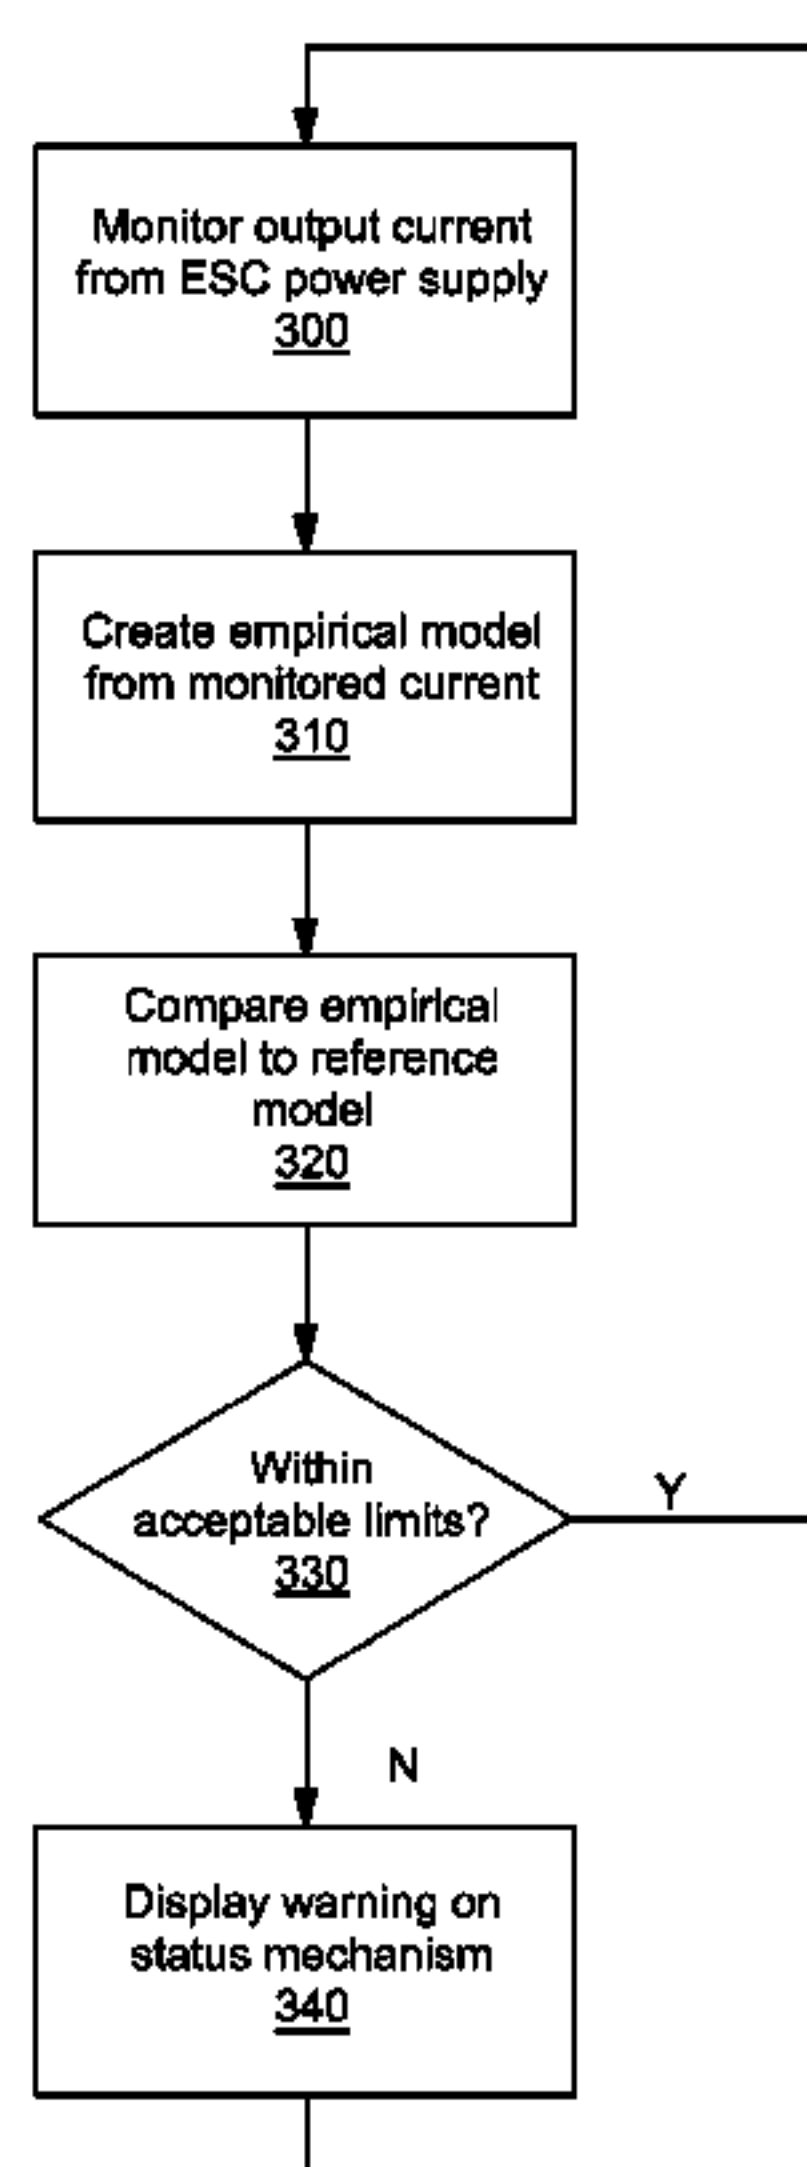 Monitor output current
from ESC power supply
300
Create empirical model
from monitored current
310
Compare empirical
model to reference
model
320
Within
acceptable limits?
330
Y
N
Display warning on
status mechanism
340